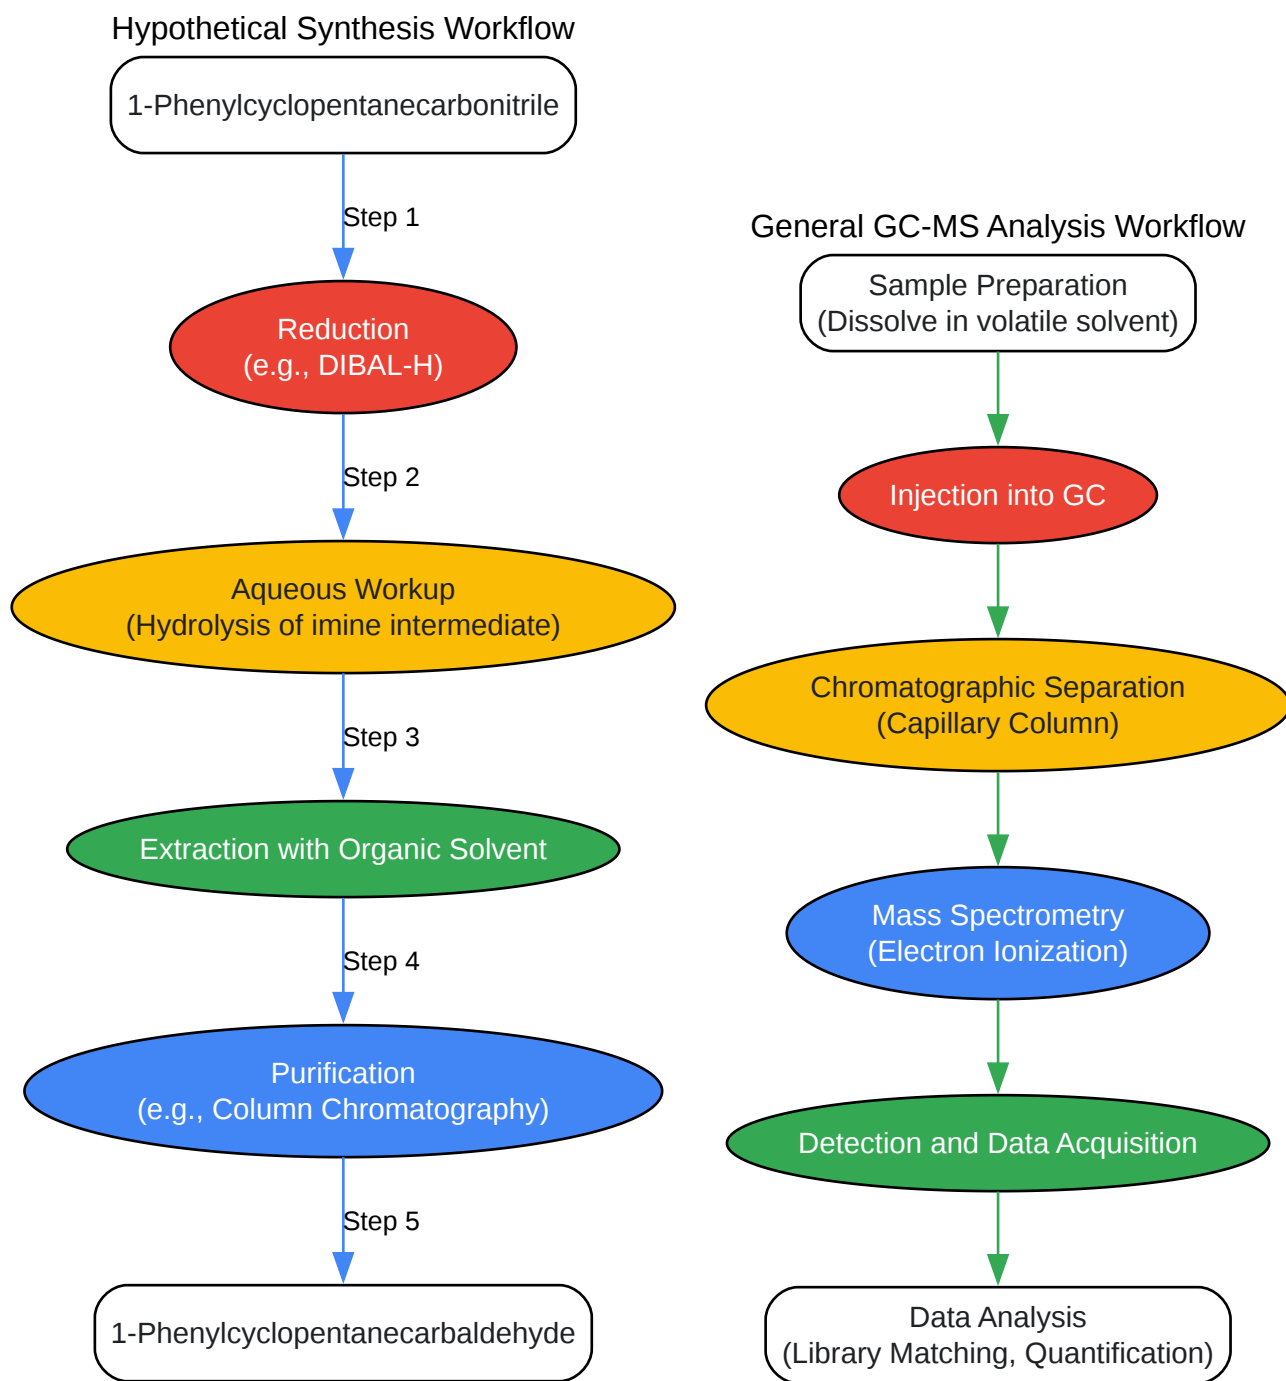 Hypothetical Synthesis Workflow
1-Phenylcyclopentanecarbonitrile
Step 1
Reduction
(e.g., DIBAL-H)
Step 2
Aqueous Workup
(Hydrolysis of imine intermediate)
Step 3
Extraction with Organic Solvent
Step 4
Purification
(e.g., Column Chromatography)
Step 5
1-Phenylcyclopentanecarbaldehyde
General GC-MS Analysis Workflow
Sample Preparation
(Dissolve in volatile solvent)
Injection into GC
Chromatographic Separation
(Capillary Column)
Mass Spectrometry
(Electron Ionization)
Detection and Data Acquisition
Data Analysis
(Library Matching, Quantification)